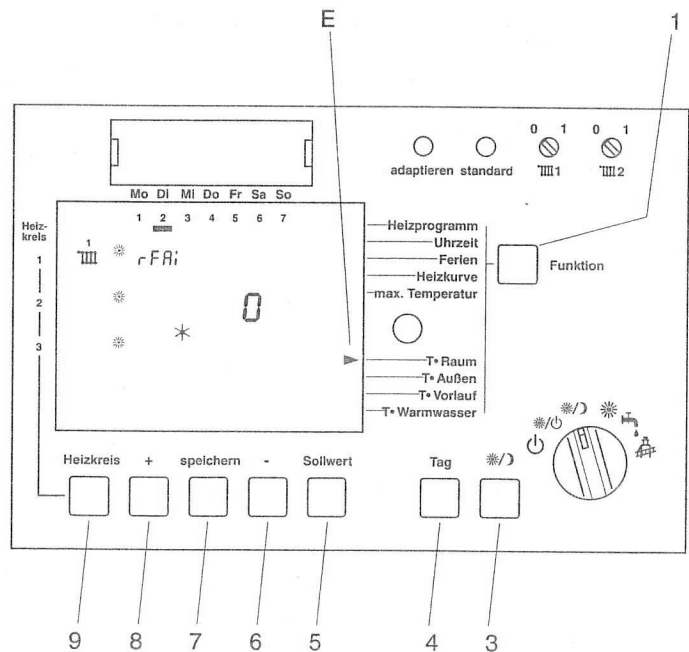 E 1
0 1 0 1
adaptieren standard 1 2
Mo Di Mi Do Fr Sa So
1 2 3 4 5 6 7
Heiz-
kreis
1
2
3
1
rFAi
0
Heizprogramm
Uhrzeit
Ferien
Heizkurve
max. Temperatur
Funktion
T• Raum
T• Außen
T• Vorlauf
T• Warmwasser
Heizkreis + speichern - Sollwert Tag
9 8 7 6 5 4 3